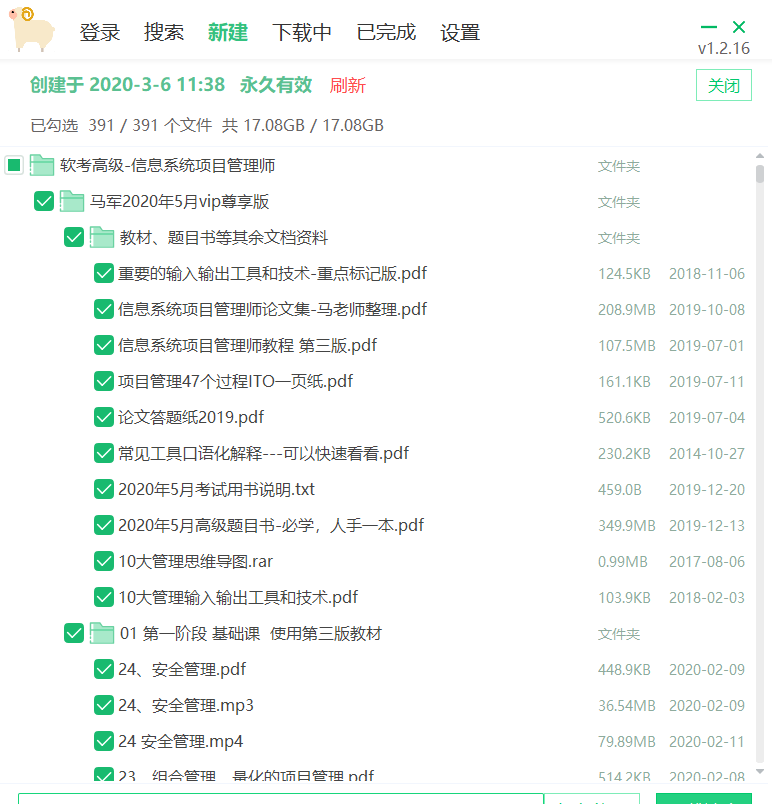 登录 搜索 新建 下载中 已完成 设置
v1.2.16
创建于 2020-3-6 11:38 永久有效 刷新 关闭
已勾选 391 / 391 个文件 共 17.08GB / 17.08GB
软考高级-信息系统项目管理师 文件夹
马军2020年5月vip尊享版 文件夹
教材、题目书等其余文档资料 文件夹
重要的输入输出工具和技术-重点标记版.pdf 124.5KB 2018-11-06
信息系统项目管理师论文集-马老师整理.pdf 208.9MB 2019-10-08
信息系统项目管理师教程 第三版.pdf 107.5MB 2019-07-01
项目管理47个过程ITO一页纸.pdf 161.1KB 2019-07-11
论文答题纸2019.pdf 520.6KB 2019-07-04
常见工具口语化解释---可以快速看看.pdf 230.2KB 2014-10-27
2020年5月考试用书说明.txt 459.0B 2019-12-20
2020年5月高级题目书-必学，人手一本.pdf 349.9MB 2019-12-13
10大管理思维导图.rar 0.99MB 2017-08-06
10大管理输入输出工具和技术.pdf 103.9KB 2018-02-03
01 第一阶段 基础课 使用第三版教材 文件夹
24、安全管理.pdf 448.9KB 2020-02-09
24、安全管理.mp3 36.54MB 2020-02-09
24 安全管理.mp4 79.89MB 2020-02-11
23、组合管理、量化的项目管理.pdf 514.2KB 2020-02-08